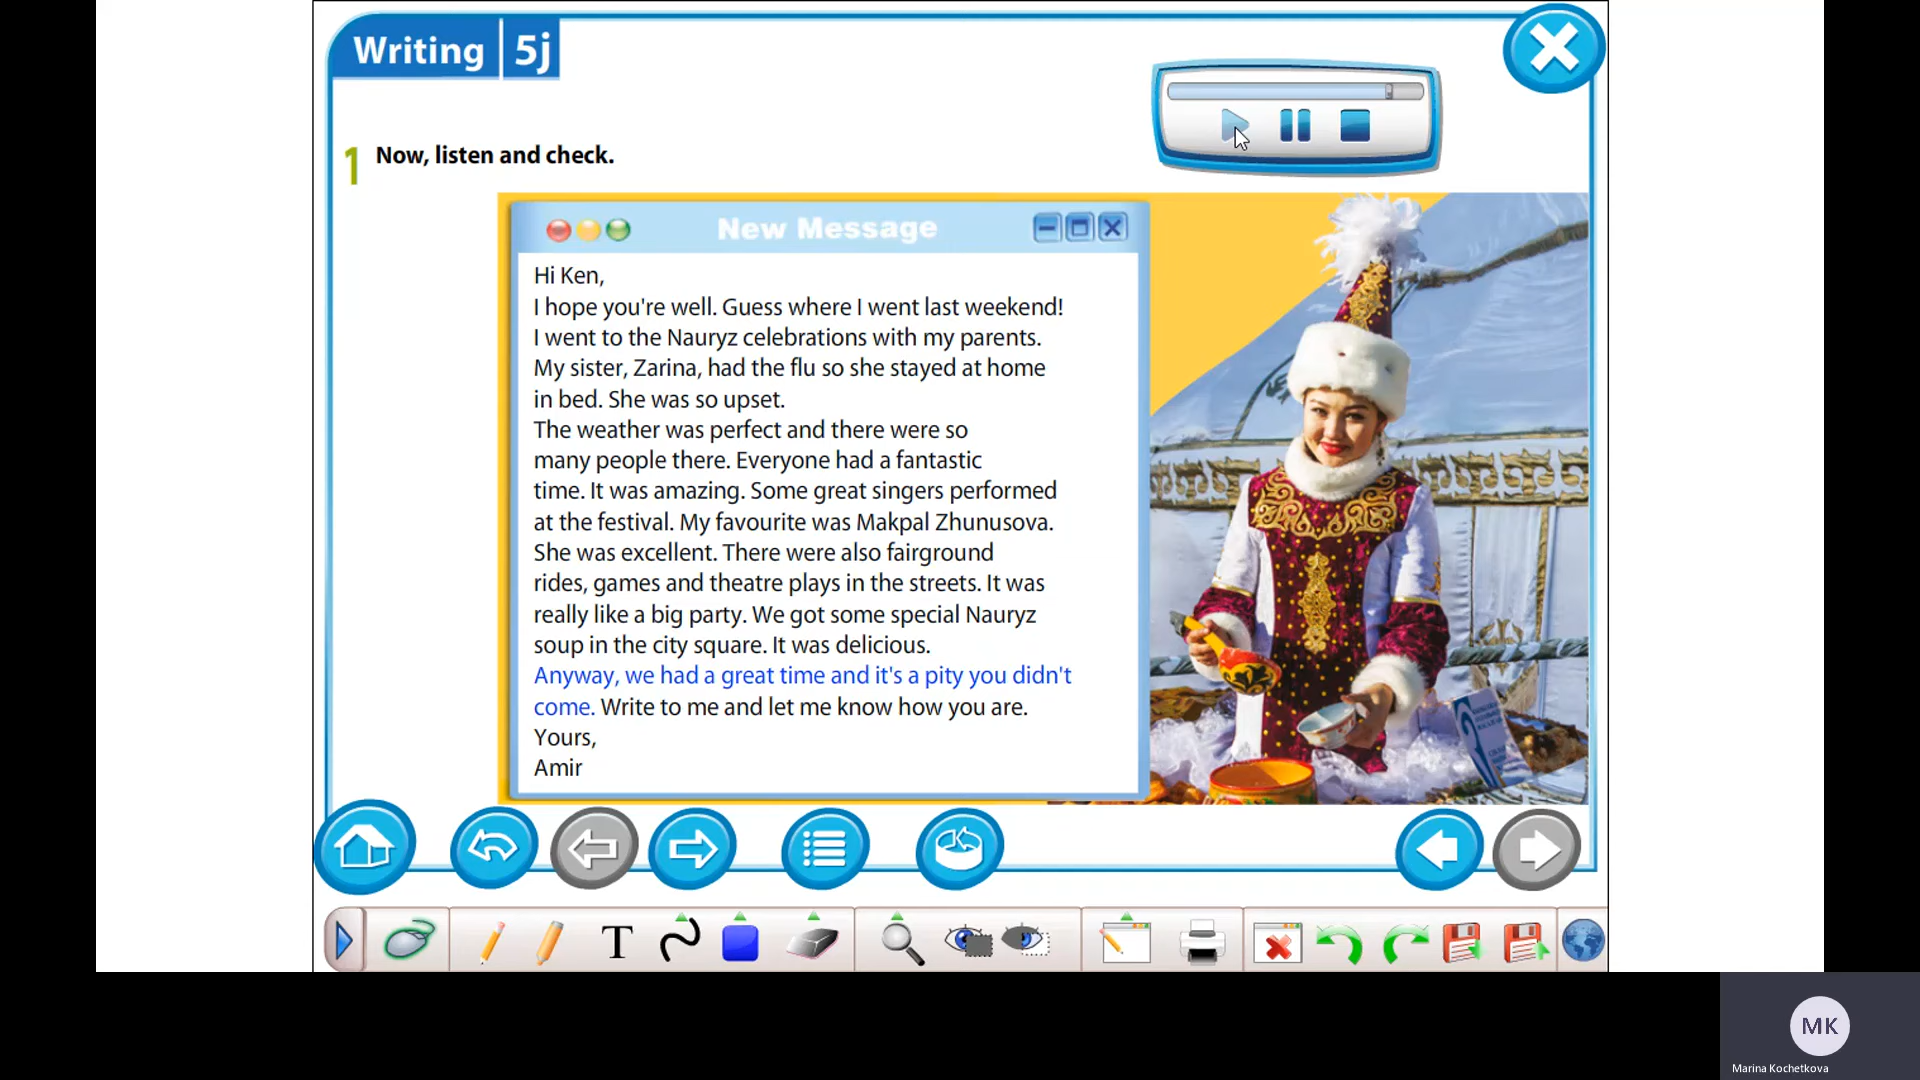 Writing 5j
1 Now, listen and check.
New Message
Hi Ken,
I hope you're well. Guess where I went last weekend!
I went to the Nauryz celebrations with my parents.
My sister, Zarina, had the flu so she stayed at home
in bed. She was so upset.
The weather was perfect and there were so
many people there. Everyone had a fantastic
time. It was amazing. Some great singers performed
at the festival. My favourite was Makpal Zhunusova.
She was excellent. There were also fairground
rides, games and theatre plays in the streets. It was
really like a big party. We got some special Nauryz
soup in the city square. It was delicious.
Anyway, we had a great time and it's a pity you didn't
come. Write to me and let me know how you are.
Yours,
Amir
T
MK
Marina Kochetkova